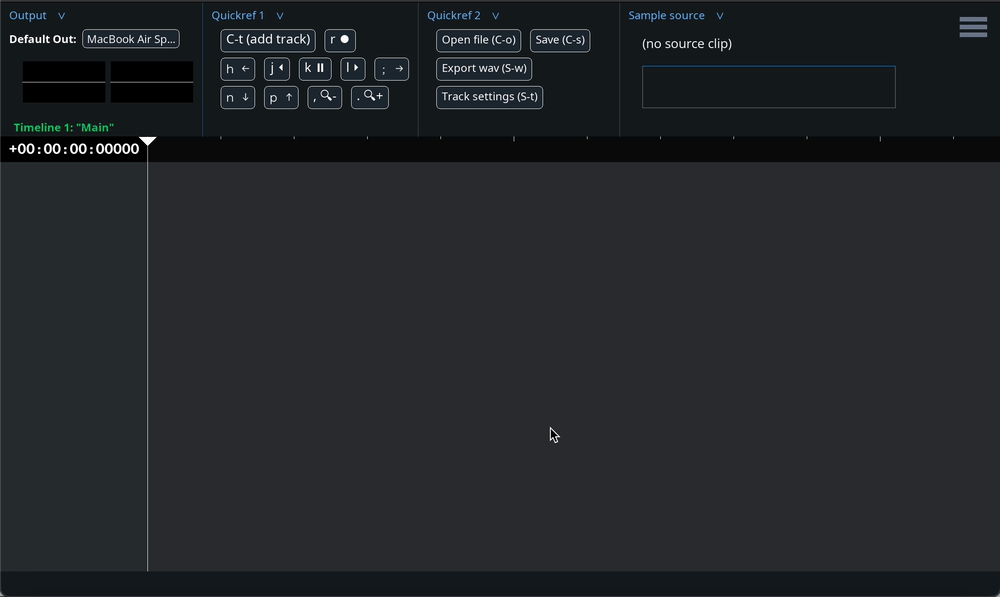 Output v Quickref 1 v Quickref 2 v Sample source v
Default Out: MacBook Air Sp... C-t (add track) r Open file (C-o) Save (C-s) (no source clip)
h ← j k l ; → Export wav (S-w)
n ↓ p ↑ , - . + Track settings (S-t)
Timeline 1: "Main"
+00:00:00:00000